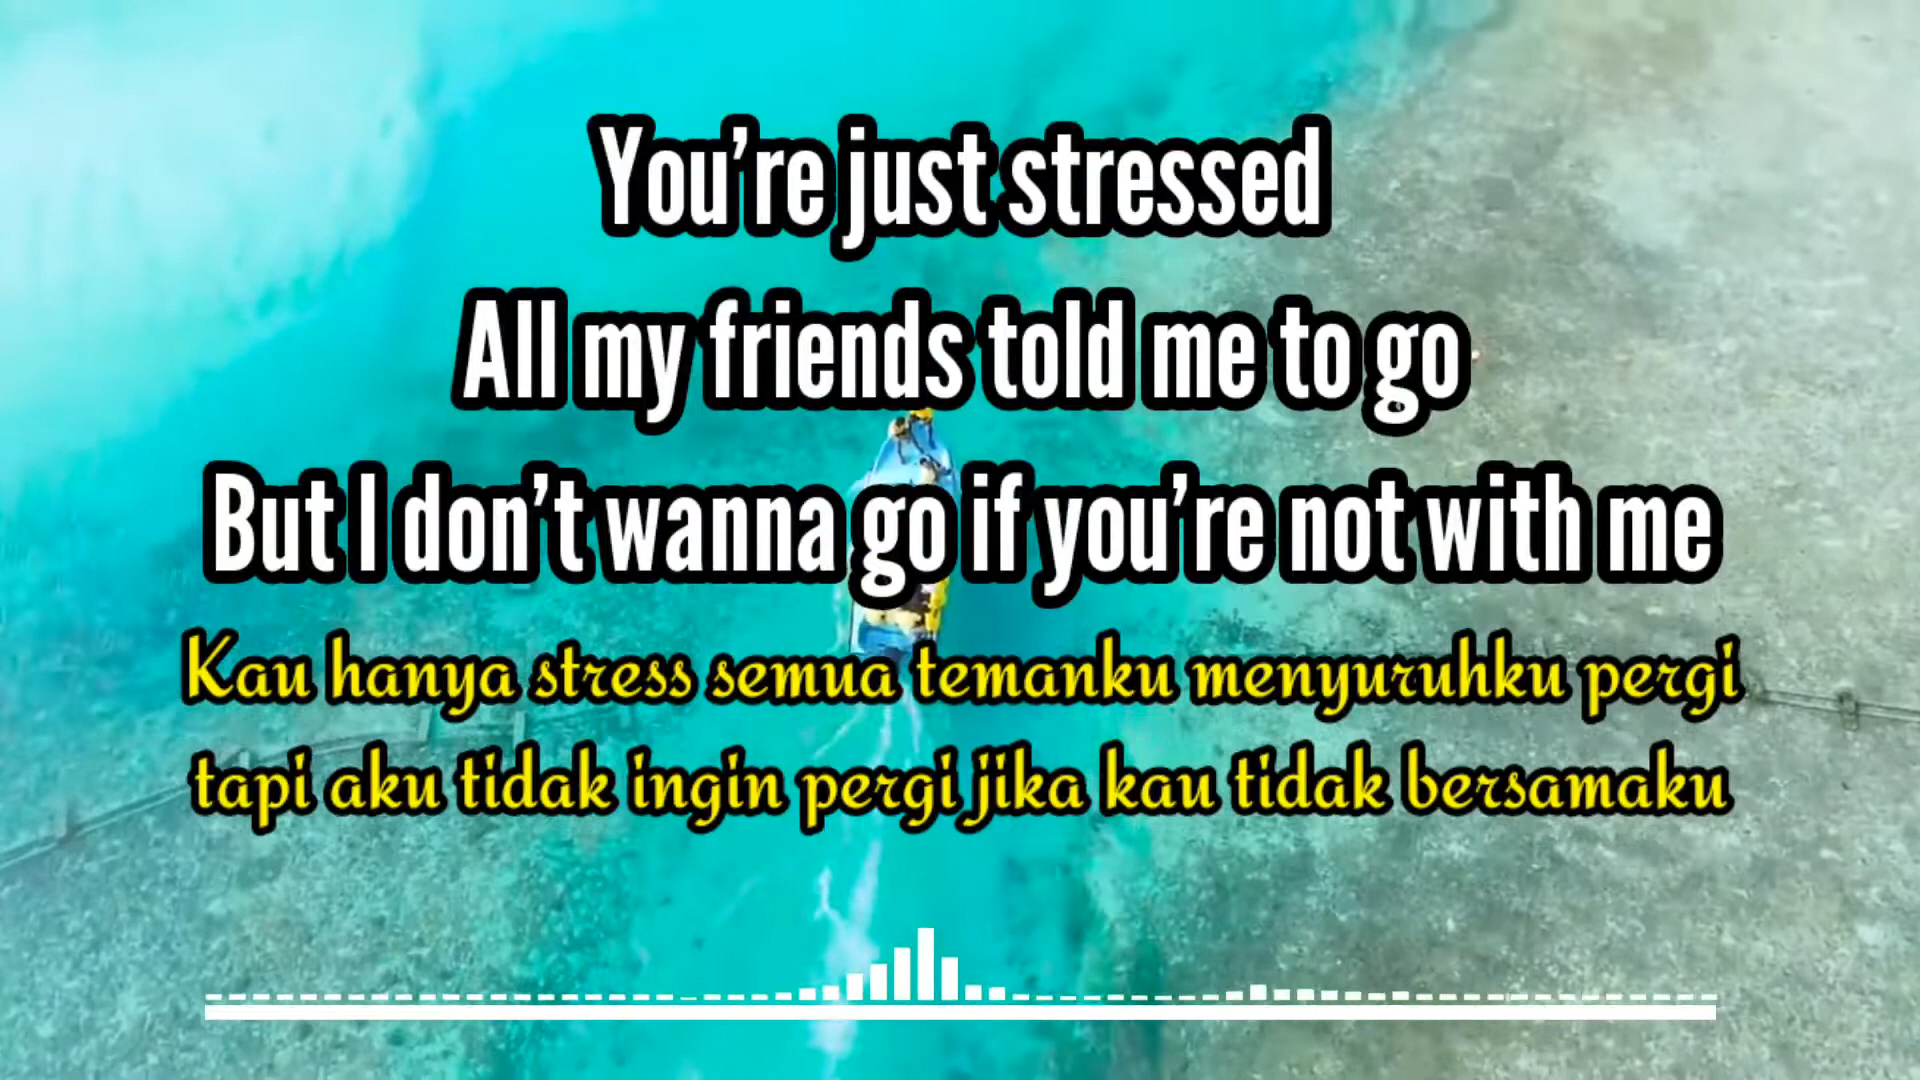 You’re just stressed
All my friends told me to go
But I don’t wanna go if you’re not with me
Kau hanya stress semua temanku menyuruhku pergi
tapi aku tidak ingin pergi jika kau tidak bersamaku